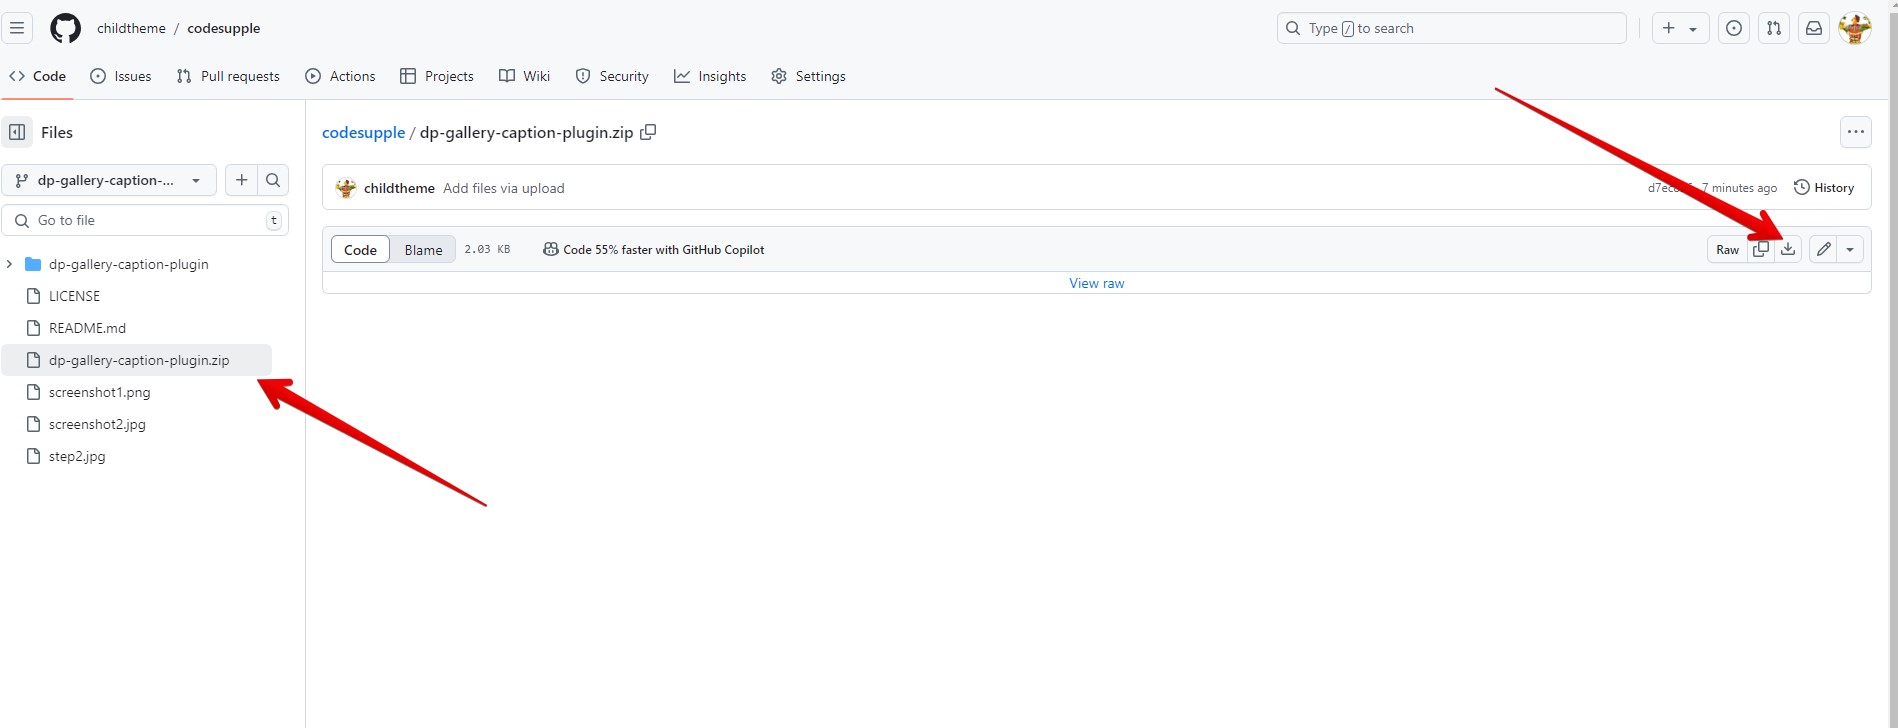 childtheme / codesupple
Type / to search
Code Issues Pull requests Actions Projects Wiki Security Insights Settings
Files
dp-gallery-caption-...
Go to file t
dp-gallery-caption-plugin
LICENSE
README.md
dp-gallery-caption-plugin.zip
screenshot1.png
screenshot2.jpg
step2.jpg
codesupple / dp-gallery-caption-plugin.zip
childtheme Add files via upload
7 minutes ago History
Code Blame 2.03 KB Code 55% faster with GitHub Copilot Raw
View raw